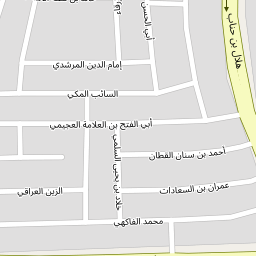 أبي الحسن
هلال بن حناب
إمام الدين المرشدي
السائب المكي
أبي الفتح بن العلامة العجيمي
خلاد بن يحيى السلمي
أحمد بن سنان القطان
الزين العراقي
عمران بن السعادات
محمد الفاكهي